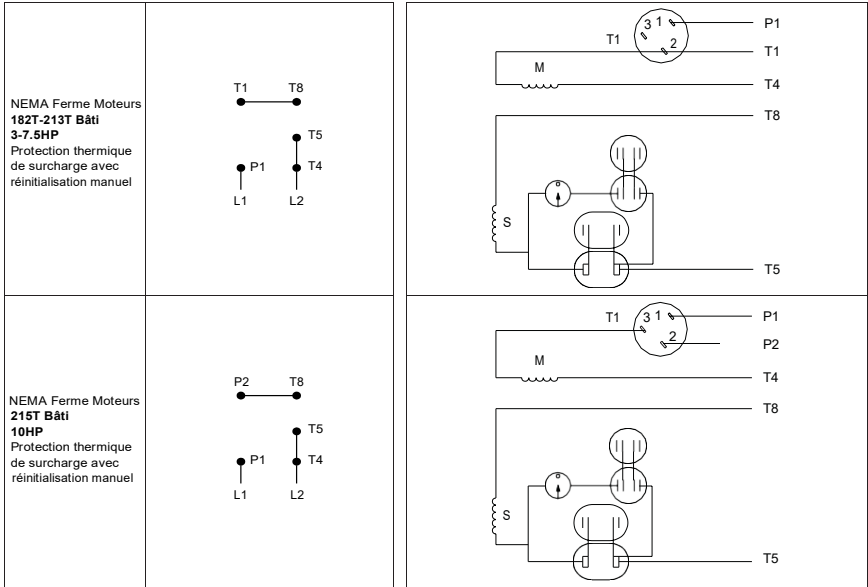 NEMA Ferme Moteurs
182T-213T Bâti
3-7.5HP
Protection thermique
de surcharge avec
réinitialisation manuel
T1 T8
T5
P1 T4
L1 L2
3 1 P1
T1 2 T1
M
T4
T8
S
T5
NEMA Ferme Moteurs
215T Bâti
10HP
Protection thermique
de surcharge avec
réinitialisation manuel
P2 T8
T5
P1 T4
L1 L2
T1 3 1 P1
2 P2
M
T4
T8
S
T5